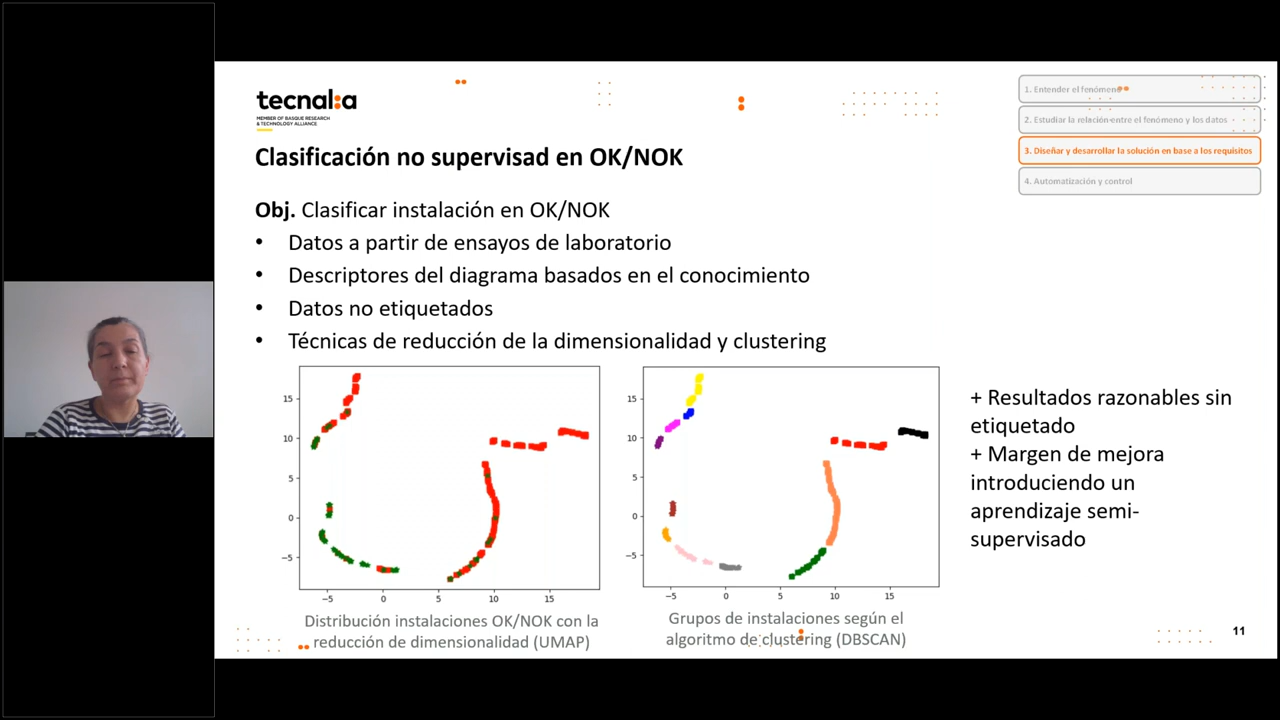 tecnal:a
MEMBER OF BASQUE RESEARCH
& TECHNOLOGY ALLIANCE
1. Entender el fenómeno
2. Estudiar la relación entre el fenómeno y los datos
3. Diseñar y desarrollar la solución en base a los requisitos
4. Automatización y control
Clasificación no supervisad en OK/NOK
Obj. Clasificar instalación en OK/NOK
• Datos a partir de ensayos de laboratorio
• Descriptores del diagrama basados en el conocimiento
• Datos no etiquetados
• Técnicas de reducción de la dimensionalidad y clustering
15
10
5
0
−5
−5 0 5 10 15
Distribución instalaciones OK/NOK con la
reducción de dimensionalidad (UMAP)
15
10
5
0
−5
−5 0 5 10 15
Grupos de instalaciones según el
algoritmo de clustering (DBSCAN)
+ Resultados razonables sin
etiquetado
+ Margen de mejora
introduciendo un
aprendizaje semi-
supervisado
11